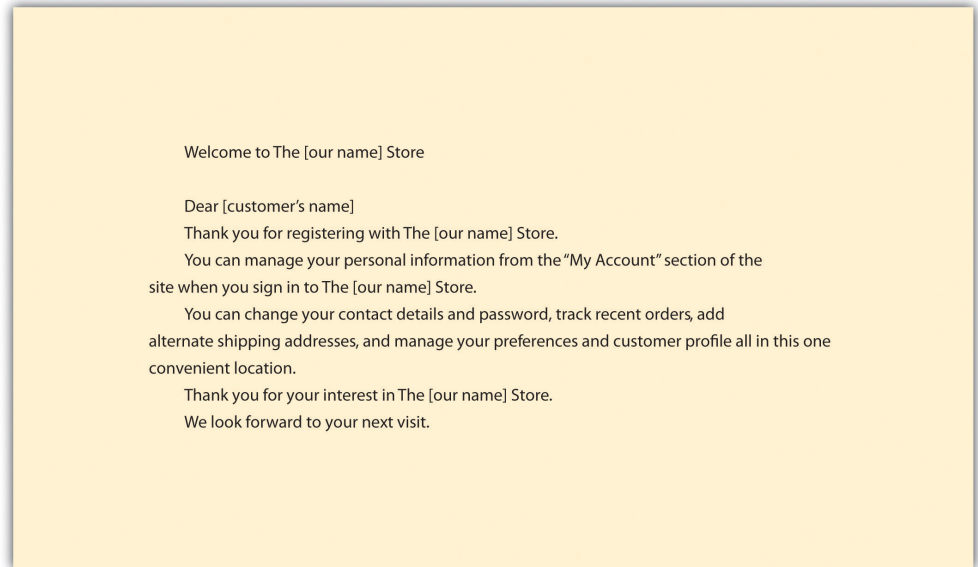 Welcome to The [our name] Store
Dear [customer’s name]
Thank you for registering with The [our name] Store.
You can manage your personal information from the “My Account” section of the
site when you sign in to The [our name] Store.
You can change your contact details and password, track recent orders, add
alternate shipping addresses, and manage your preferences and customer profile all in this one
convenient location.
Thank you for your interest in The [our name] Store.
We look forward to your next visit.